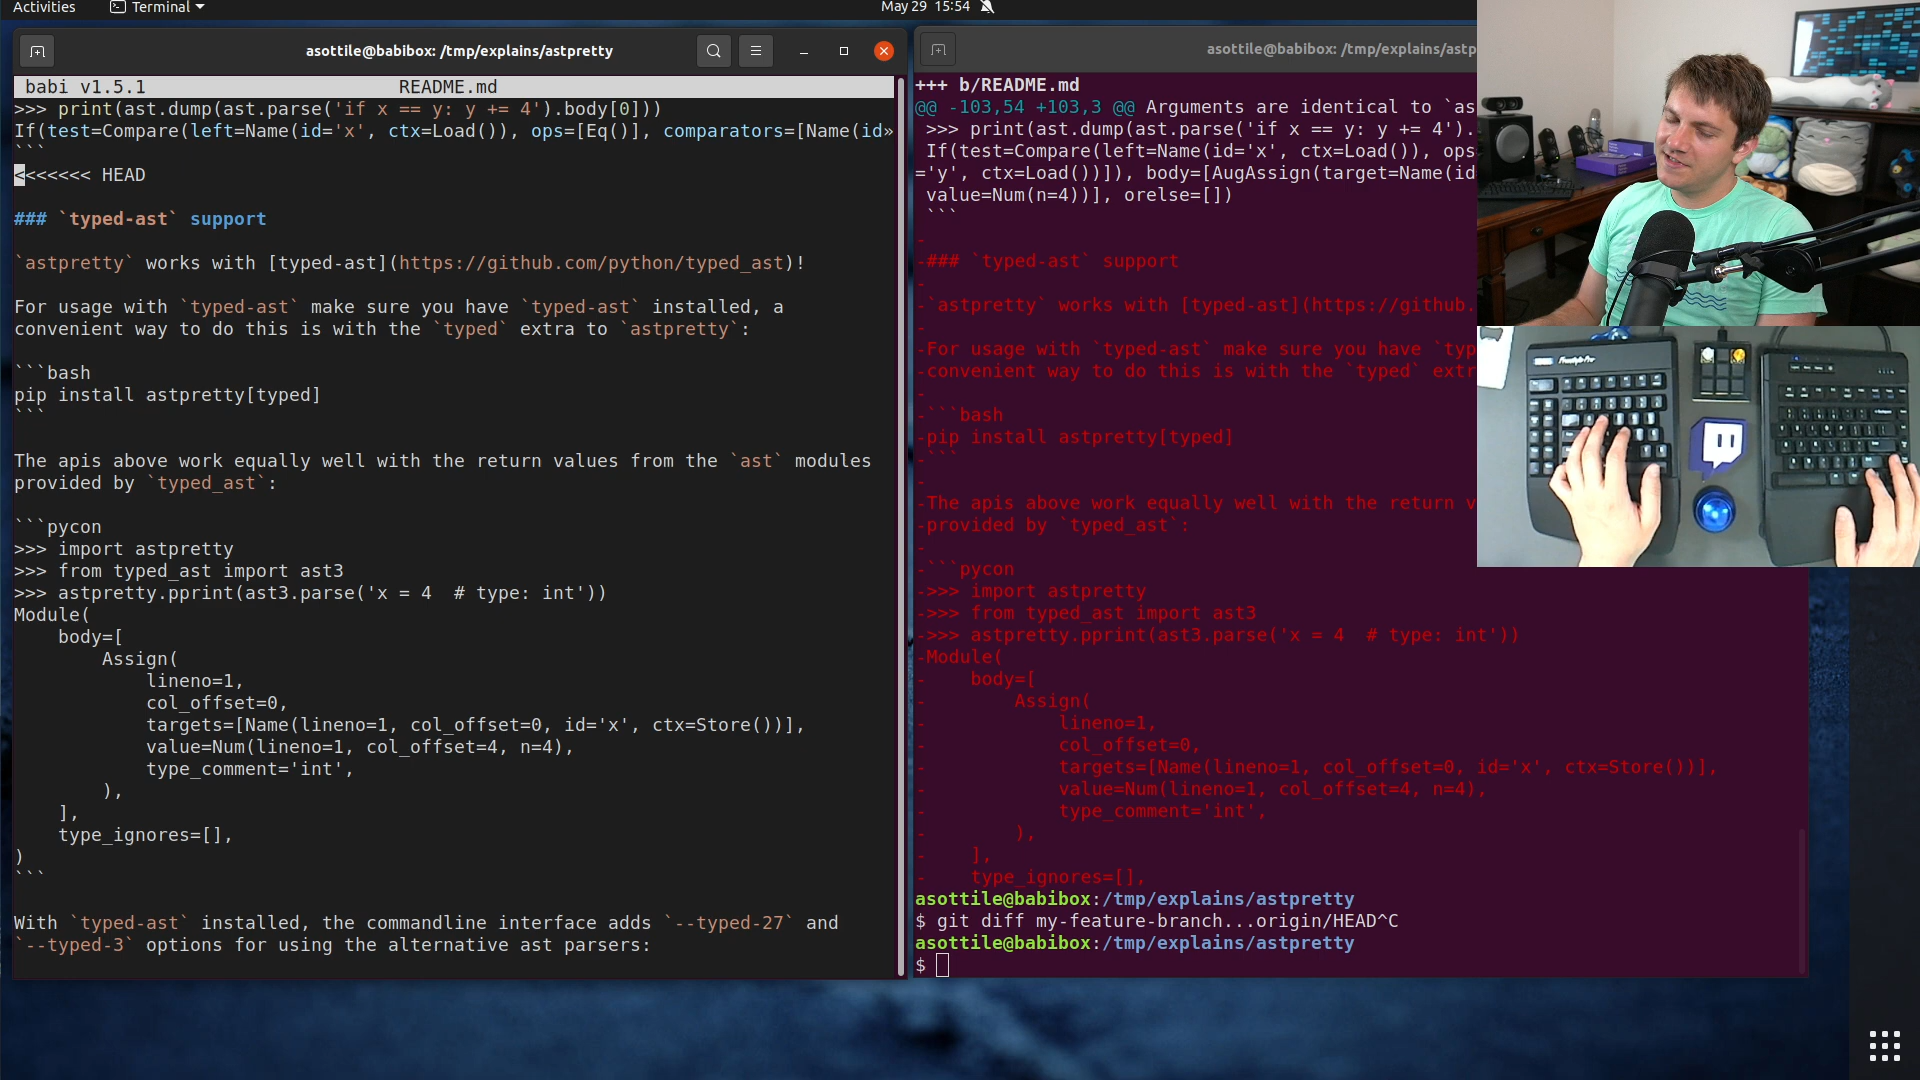 Activities
Terminal
May 29 15:54
asottile@babibox: /tmp/explains/astpretty
babi v1.5.1 README.md
>>> print(ast.dump(ast.parse('if x == y: y += 4').body[0]))
If(test=Compare(left=Name(id='x', ctx=Load()), ops=[Eq()], comparators=[Name(id»
```
<<<<<<< HEAD
### `typed-ast` support
`astpretty` works with [typed-ast](https://github.com/python/typed_ast)!
For usage with `typed-ast` make sure you have `typed-ast` installed, a
convenient way to do this is with the `typed` extra to `astpretty`:
```bash
pip install astpretty[typed]
```
The apis above work equally well with the return values from the `ast` modules
provided by `typed_ast`:
```pycon
>>> import astpretty
>>> from typed_ast import ast3
>>> astpretty.pprint(ast3.parse('x = 4  # type: int'))
Module(
    body=[
        Assign(
            lineno=1,
            col_offset=0,
            targets=[Name(lineno=1, col_offset=0, id='x', ctx=Store())],
            value=Num(lineno=1, col_offset=4, n=4),
            type_comment='int',
        ),
    ],
    type_ignores=[],
)
```
With `typed-ast` installed, the commandline interface adds `--typed-27` and
`--typed-3` options for using the alternative ast parsers:
asottile@babibox: /tmp/explains/astp
+++ b/README.md
@@ -103,54 +103,3 @@ Arguments are identical to `as
 >>> print(ast.dump(ast.parse('if x == y: y += 4').
 If(test=Compare(left=Name(id='x', ctx=Load()), ops
='y', ctx=Load())]), body=[AugAssign(target=Name(id
 value=Num(n=4))], orelse=[])
 ```
-
-### `typed-ast` support
-
-`astpretty` works with [typed-ast](https://github.
-
-For usage with `typed-ast` make sure you have `typ
-convenient way to do this is with the `typed` extr
-
-```bash
-pip install astpretty[typed]
-```
-
-The apis above work equally well with the return v
-provided by `typed_ast`:
-
-```pycon
->>> import astpretty
->>> from typed_ast import ast3
->>> astpretty.pprint(ast3.parse('x = 4  # type: int'))
-Module(
-    body=[
-        Assign(
-            lineno=1,
-            col_offset=0,
-            targets=[Name(lineno=1, col_offset=0, id='x', ctx=Store())],
-            value=Num(lineno=1, col_offset=4, n=4),
-            type_comment='int',
-        ),
-    ],
-    type_ignores=[],
asottile@babibox:/tmp/explains/astpretty
$ git diff my-feature-branch...origin/HEAD^C
asottile@babibox:/tmp/explains/astpretty
$